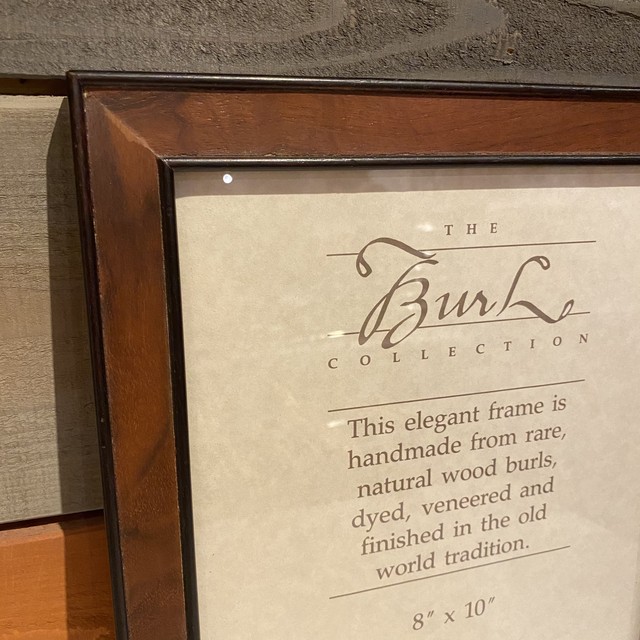 THE
Burl
COLLECTION
This elegant frame is
handmade from rare,
natural wood burls,
dyed, veneered and
finished in the old
world tradition.
8" x 10"